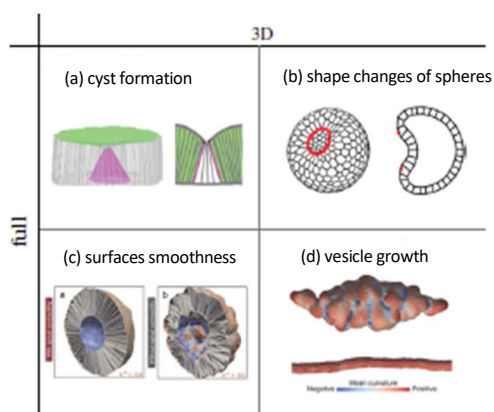 3D
full
(a) cyst formation
(b) shape changes of spheres
(c) surfaces smoothness
(d) vesicle growth
a
b
Mean curvature
Negative
Positive